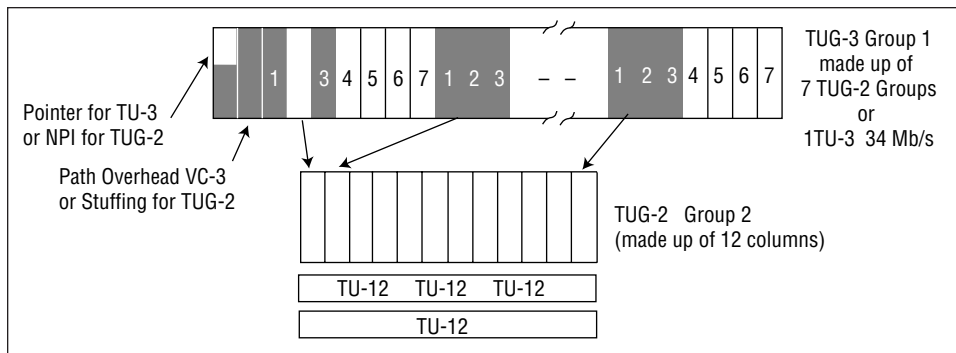 1 3 4 5 6 7 1 2 3 – – 1 2 3 4 5 6 7
TUG-3 Group 1
made up of
7 TUG-2 Groups
or
1TU-3 34 Mb/s
Pointer for TU-3
or NPI for TUG-2
Path Overhead VC-3
or Stuffing for TUG-2
TUG-2 Group 2
(made up of 12 columns)
TU-12 TU-12 TU-12
TU-12